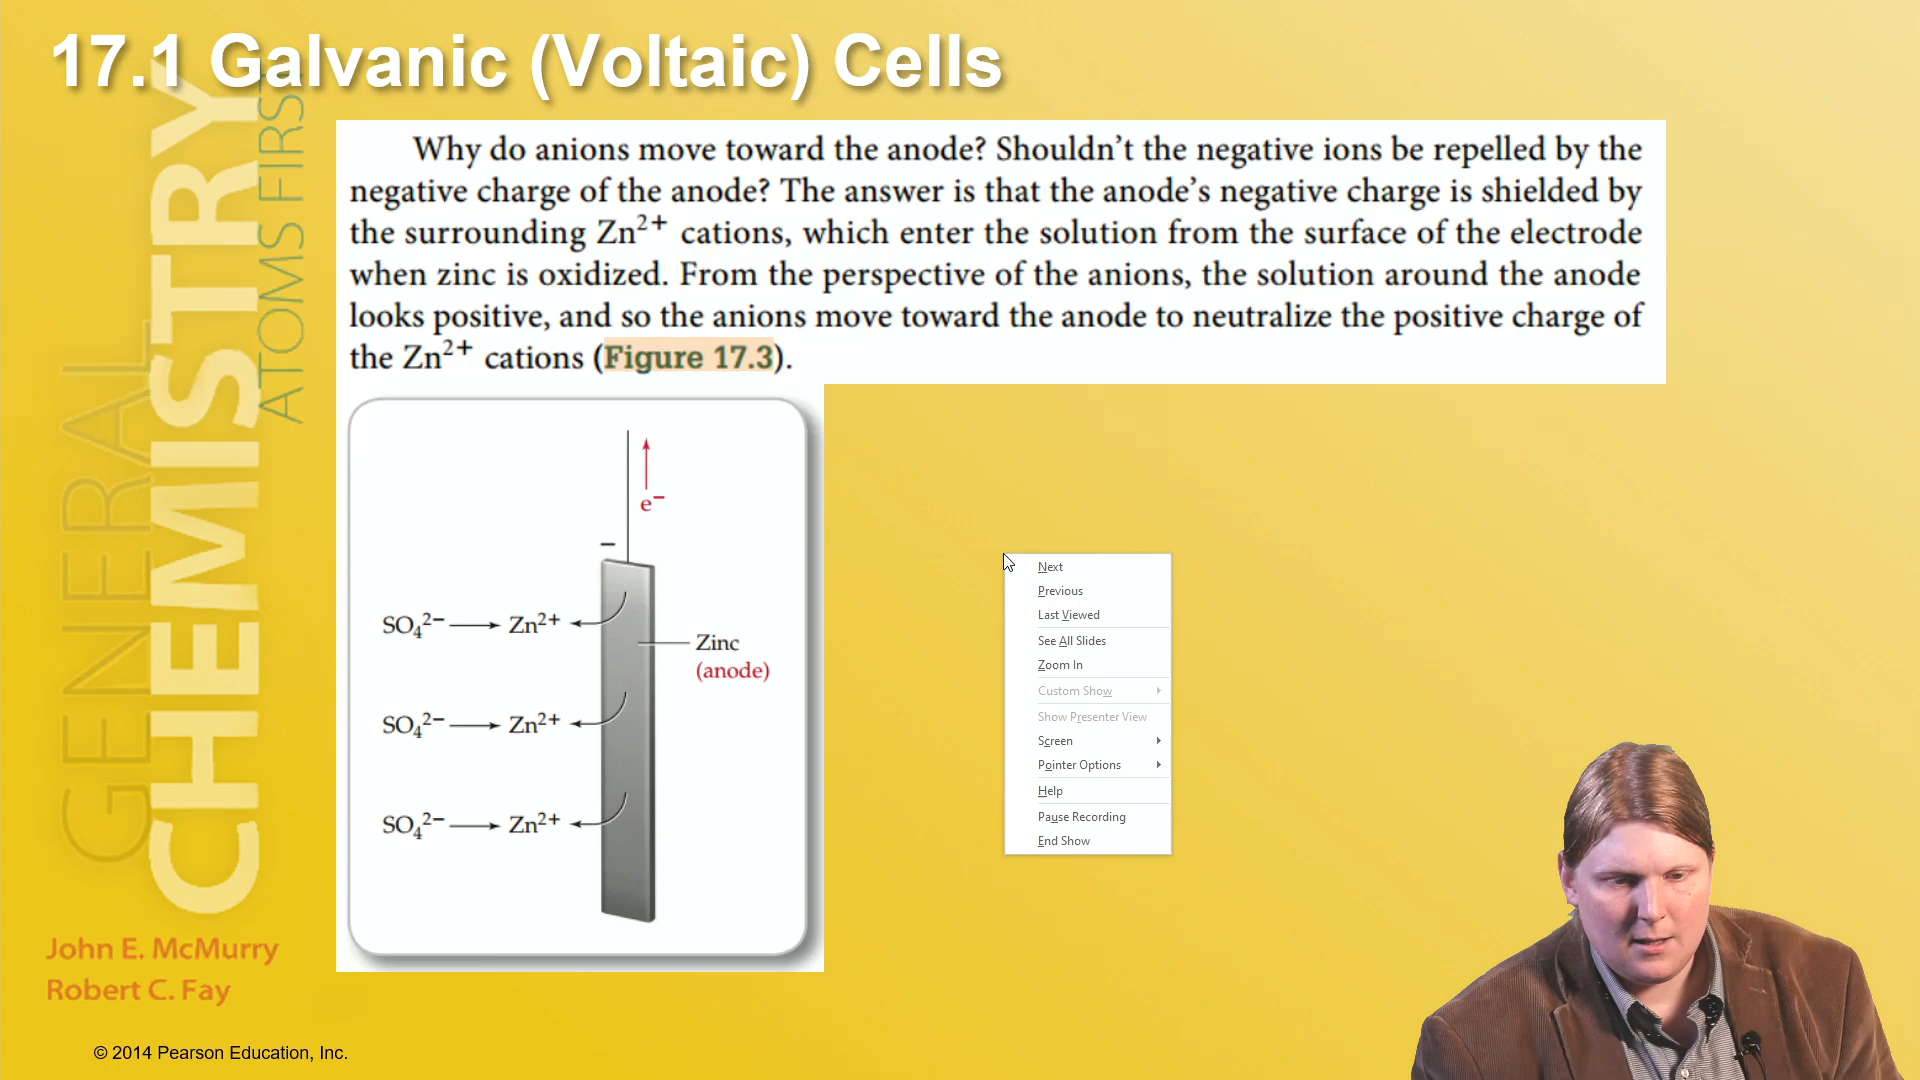 17.1 Galvanic (Voltaic) Cells
GENERAL
CHEMISTRY
ATOMS FIRST
Why do anions move toward the anode? Shouldn't the negative ions be repelled by the
negative charge of the anode? The answer is that the anode's negative charge is shielded by
the surrounding Zn²⁺ cations, which enter the solution from the surface of the electrode
when zinc is oxidized. From the perspective of the anions, the solution around the anode
looks positive, and so the anions move toward the anode to neutralize the positive charge of
the Zn²⁺ cations (Figure 17.3).
e⁻
−
SO₄²⁻ → Zn²⁺ ←
Zinc
(anode)
SO₄²⁻ → Zn²⁺ ←
SO₄²⁻ → Zn²⁺ ←
Next
Previous
Last Viewed
See All Slides
Zoom In
Custom Show
Show Presenter View
Screen
Pointer Options
Help
Pause Recording
End Show
John E. McMurry
Robert C. Fay
© 2014 Pearson Education, Inc.